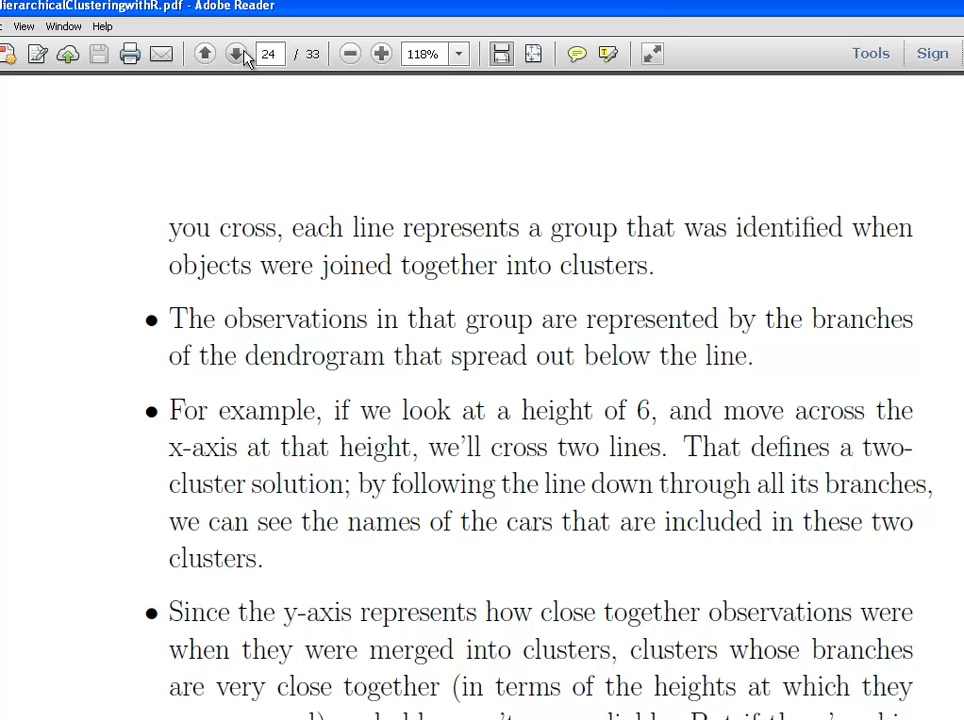 HierarchicalClusteringwithR.pdf - Adobe Reader
View Window Help
24 / 33 118% Tools Sign
you cross, each line represents a group that was identified when
objects were joined together into clusters.
• The observations in that group are represented by the branches
of the dendrogram that spread out below the line.
• For example, if we look at a height of 6, and move across the
x-axis at that height, we'll cross two lines. That defines a two-
cluster solution; by following the line down through all its branches,
we can see the names of the cars that are included in these two
clusters.
• Since the y-axis represents how close together observations were
when they were merged into clusters, clusters whose branches
are very close together (in terms of the heights at which they